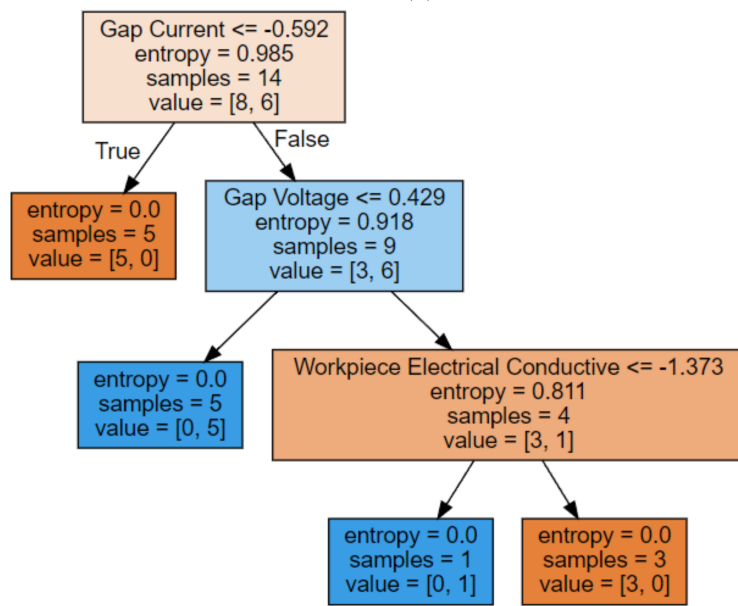 Gap Current <= -0.592
entropy = 0.985
samples = 14
value = [8, 6]
True
False
entropy = 0.0
samples = 5
value = [5, 0]
Gap Voltage <= 0.429
entropy = 0.918
samples = 9
value = [3, 6]
entropy = 0.0
samples = 5
value = [0, 5]
Workpiece Electrical Conductive <= -1.373
entropy = 0.811
samples = 4
value = [3, 1]
entropy = 0.0
samples = 1
value = [0, 1]
entropy = 0.0
samples = 3
value = [3, 0]